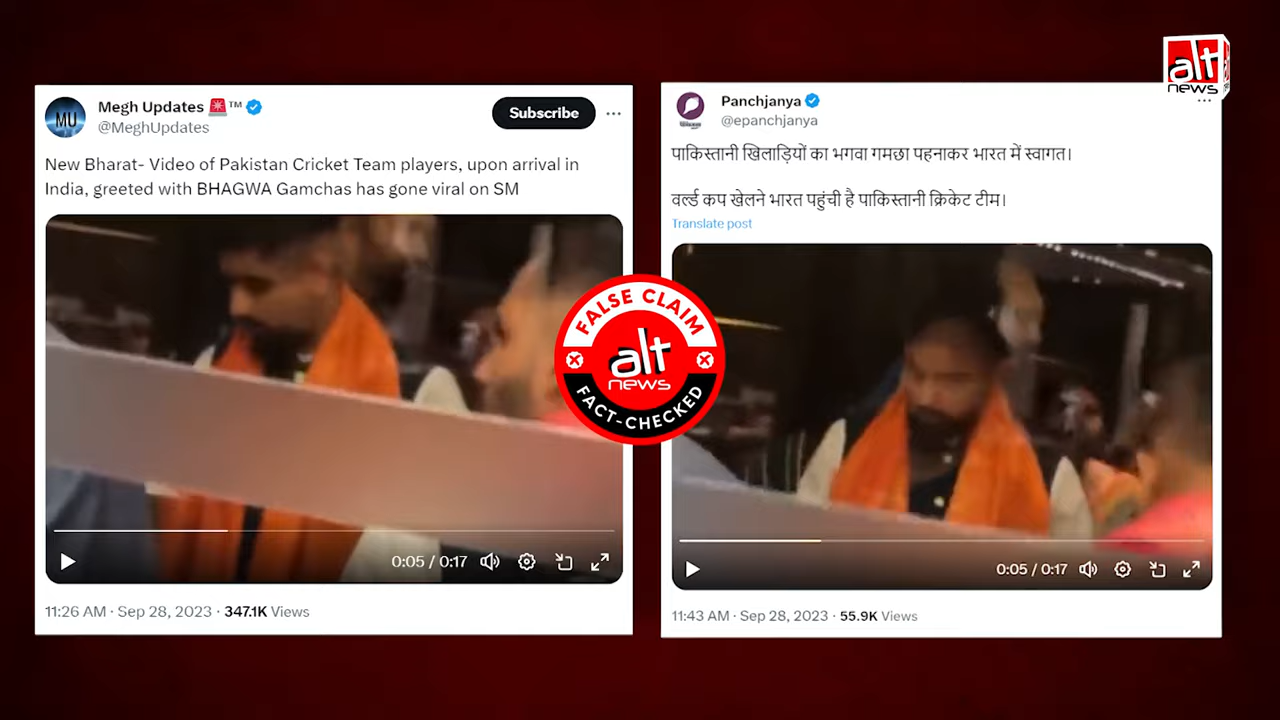 alt
news
Megh Updates 🚨™
@MeghUpdates
Subscribe
MU
New Bharat- Video of Pakistan Cricket Team players, upon arrival in
India, greeted with BHAGWA Gamchas has gone viral on SM
0:05 / 0:17
11:26 AM · Sep 28, 2023 · 347.1K Views
FALSE CLAIM
alt
news
FACT-CHECKED
Panchjanya
@epanchjanya
पाकिस्तानी खिलाड़ियों का भगवा गमछा पहनाकर भारत में स्वागत।
वर्ल्ड कप खेलने भारत पहुंची है पाकिस्तानी क्रिकेट टीम।
Translate post
0:05 / 0:17
11:43 AM · Sep 28, 2023 · 55.9K Views